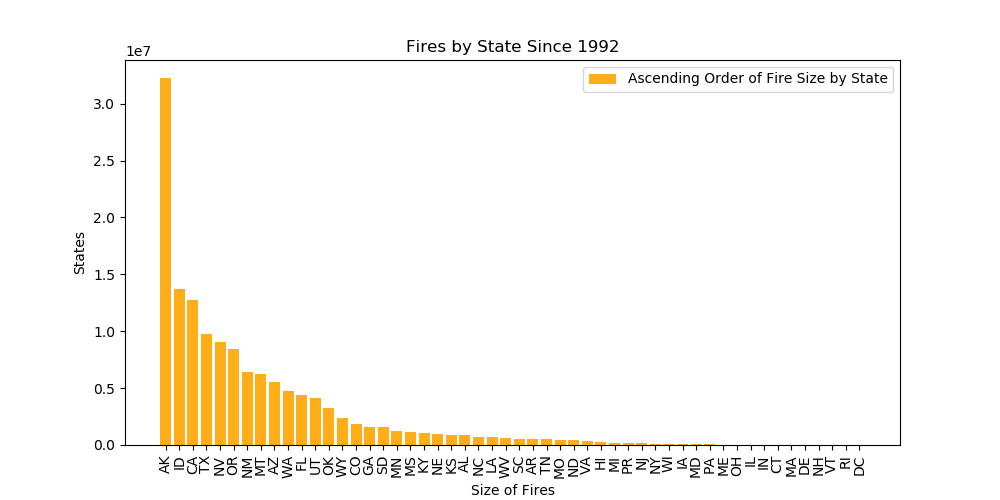 Fires by State Since 1992
1e7
Ascending Order of Fire Size by State
3.0
2.5
2.0
1.5
1.0
0.5
0.0
States
AK ID CA TX NV OR NM MT AZ WA FL UT OK WY CO GA SD MN MS KY NE KS AL NC LA WV SC AR TN MO ND VA HI MI PR NJ NY WI IA MD PA ME OH IL IN CT MA DE NH VT RI DC
Size of Fires